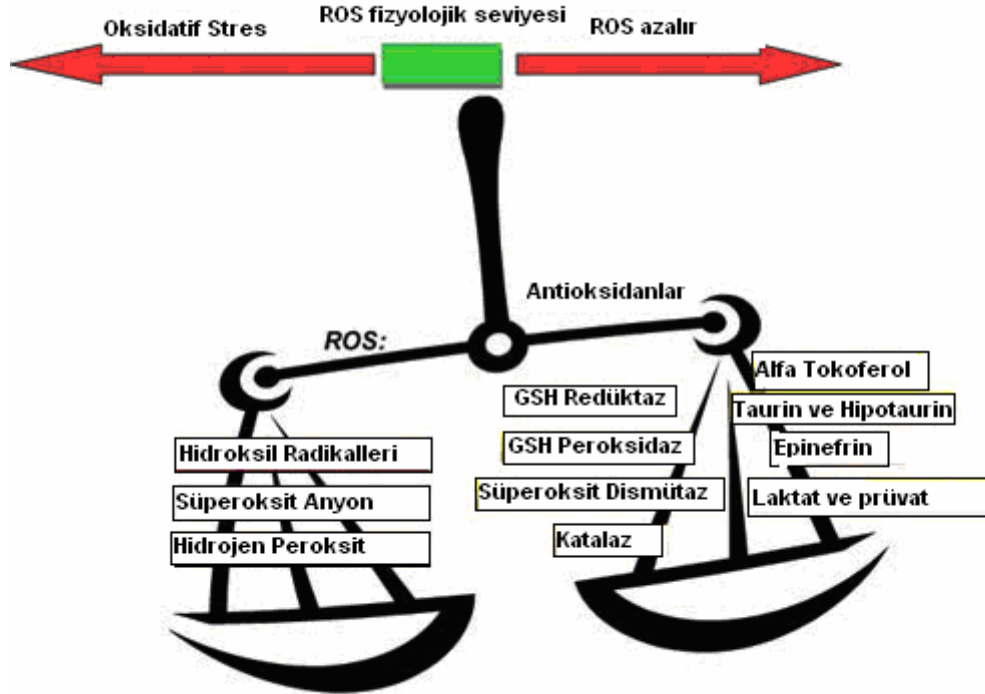 ROS fizyolojik seviyesi
Oksidatif Stres
ROS azalır
Antioksidanlar
ROS:
Alfa Tokoferol
GSH Redüktaz
Taurin ve Hipotaurin
Hidroksil Radikalleri
GSH Peroksidaz
Epinefrin
Süperoksit Anyon
Süperoksit Dismütaz
Laktat ve prüvat
Hidrojen Peroksit
Katalaz